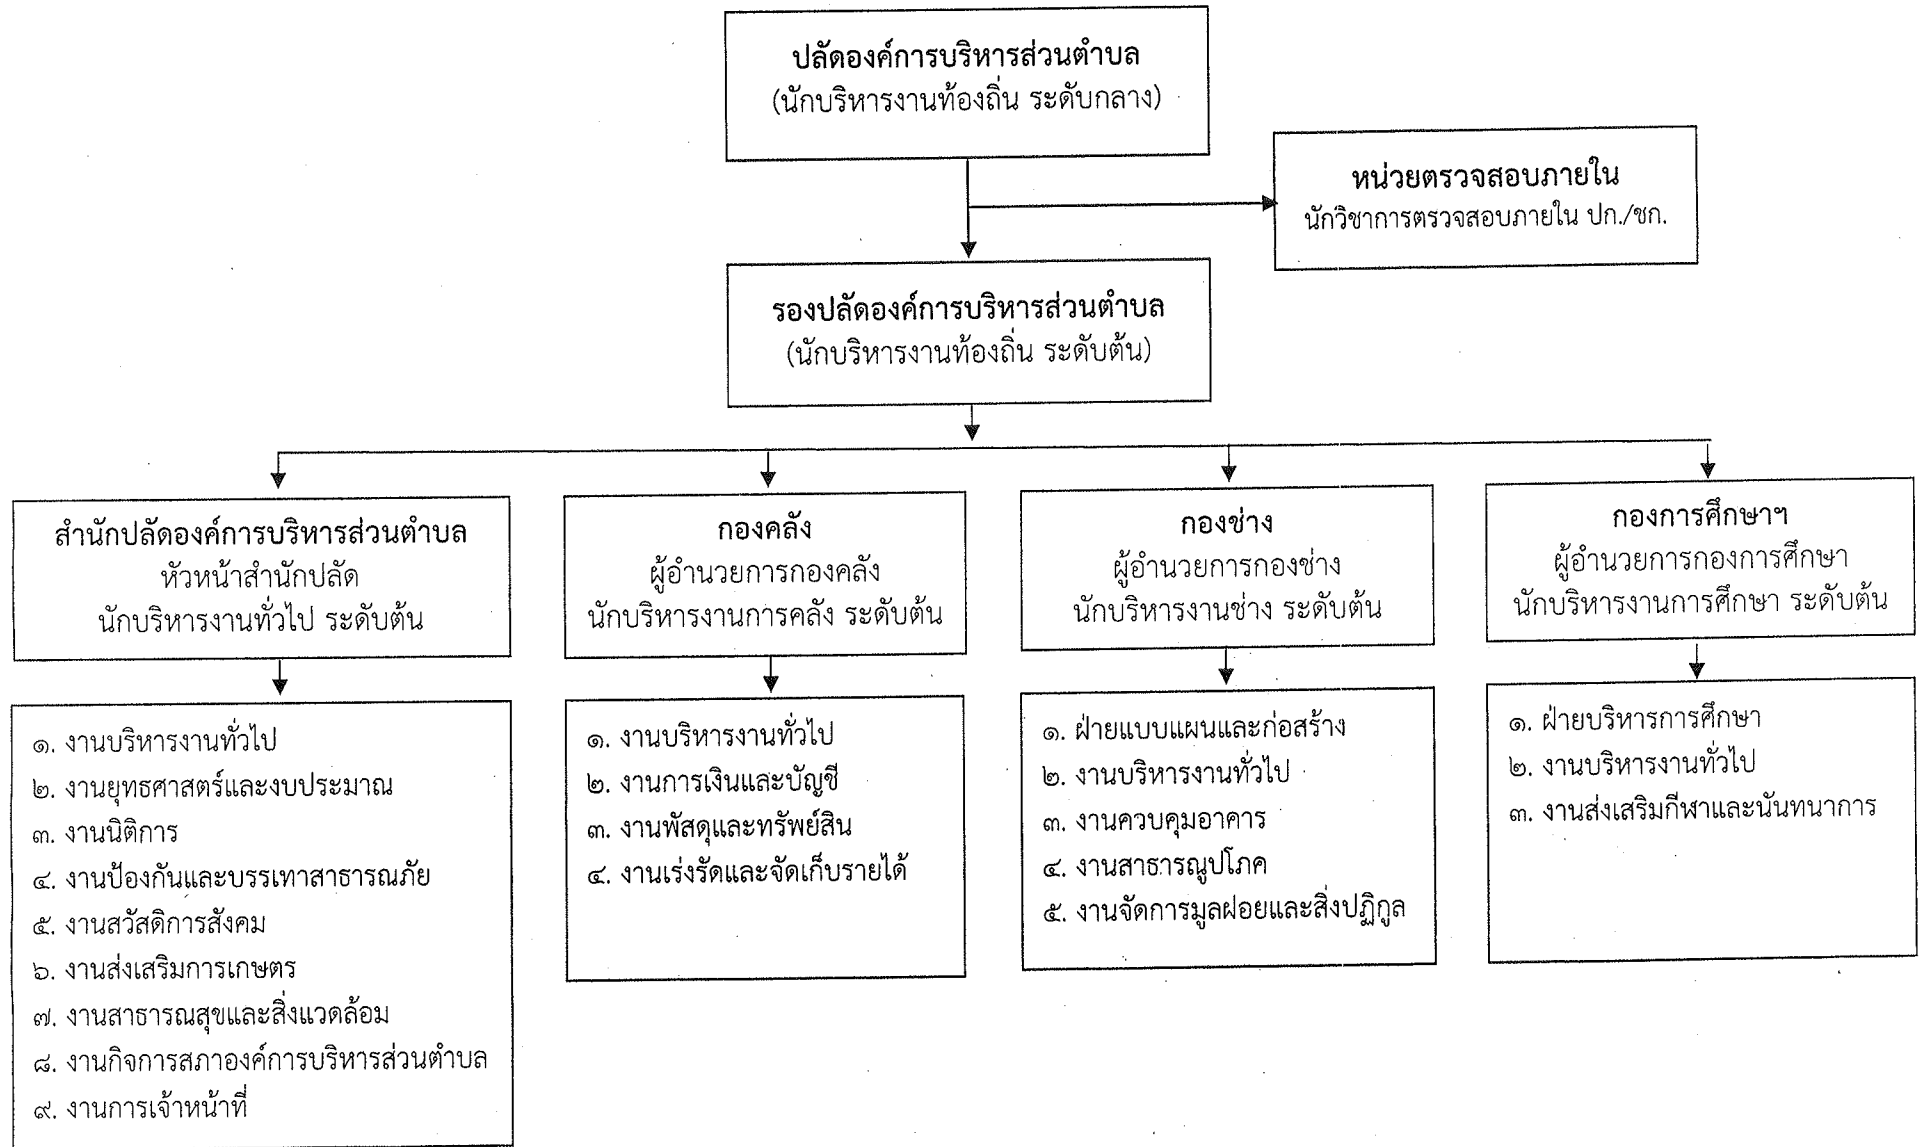 ปลัดองค์การบริหารส่วนตำบล
(นักบริหารงานท้องถิ่น ระดับกลาง)
หน่วยตรวจสอบภายใน
นักวิชาการตรวจสอบภายใน ปก./ชก.
รองปลัดองค์การบริหารส่วนตำบล
(นักบริหารงานท้องถิ่น ระดับต้น)
สำนักปลัดองค์การบริหารส่วนตำบล
หัวหน้าสำนักปลัด
นักบริหารงานทั่วไป ระดับต้น
กองคลัง
ผู้อำนวยการกองคลัง
นักบริหารงานการคลัง ระดับต้น
กองช่าง
ผู้อำนวยการกองช่าง
นักบริหารงานช่าง ระดับต้น
กองการศึกษาฯ
ผู้อำนวยการกองการศึกษา
นักบริหารงานการศึกษา ระดับต้น
๑. งานบริหารงานทั่วไป
๒. งานยุทธศาสตร์และงบประมาณ
๓. งานนิติการ
๔. งานป้องกันและบรรเทาสาธารณภัย
๕. งานสวัสดิการสังคม
๖. งานส่งเสริมการเกษตร
๗. งานสาธารณสุขและสิ่งแวดล้อม
๘. งานกิจการสภาองค์การบริหารส่วนตำบล
๙. งานการเจ้าหน้าที่
๑. งานบริหารงานทั่วไป
๒. งานการเงินและบัญชี
๓. งานพัสดุและทรัพย์สิน
๔. งานเร่งรัดและจัดเก็บรายได้
๑. ฝ่ายแบบแผนและก่อสร้าง
๒. งานบริหารงานทั่วไป
๓. งานควบคุมอาคาร
๔. งานสาธารณูปโภค
๕. งานจัดการมูลฝอยและสิ่งปฏิกูล
๑. ฝ่ายบริหารการศึกษา
๒. งานบริหารงานทั่วไป
๓. งานส่งเสริมกีฬาและนันทนาการ